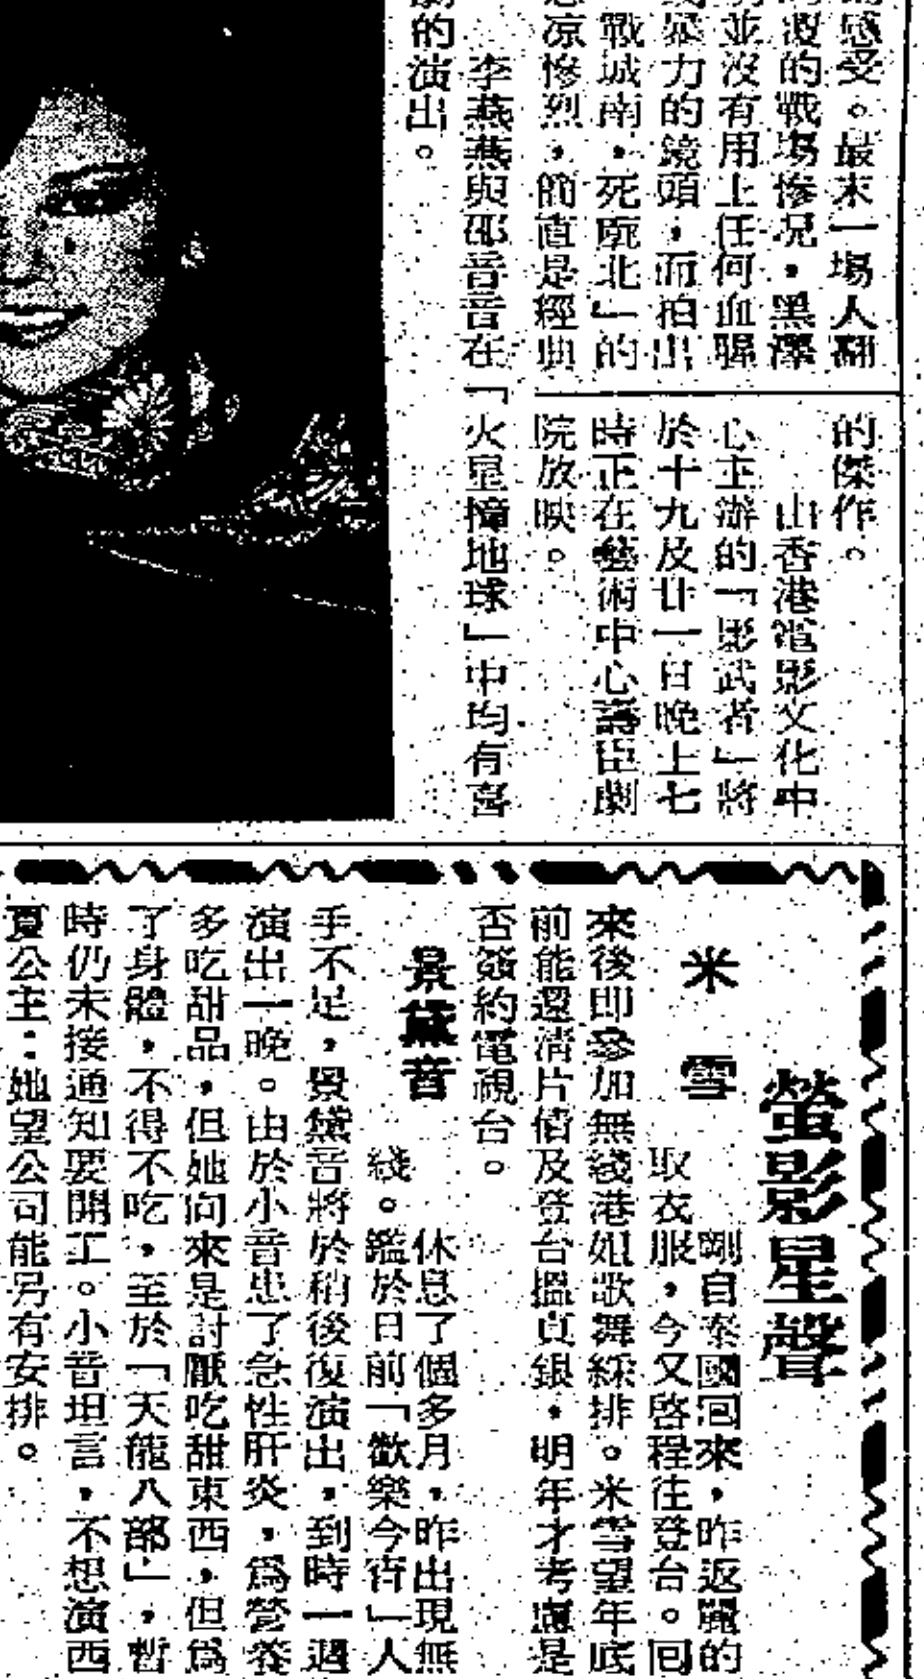 感受。最末一場人翻
的戰場慘況，黑澤
並沒有用上任何血腥
暴力的鏡頭，而拍出
戰城南，死廓北」的
凉慘烈，簡直是經典
的傑作。
由香港電影文化中
心主辦的「影武者」將
於十九及廿一日晚上七
時正在藝術中心壽臣劇
院放映。
李燕燕與邵音音在「火星撞地球」中均有喜
劇的演出。
螢影星聲
米雪
剛自泰國回來，昨返麗的
取衣服，今又啓程往登台。回
來後即參加無綫港姐歌舞綵排。米雪望年底
前能還清片債及登台搵眞銀，明年才考慮是
否簽約電視台。
景黛音
休息了個多月，昨出現無
綫。鑑於日前「歡樂今宵」人
手不足，景黛音將於稍後復演出，到時一週
演出一晚。由於小音患了急性肝炎，爲營養
多吃甜品，但她向來是討厭吃甜東西，但爲
了身體，不得不吃，至於「天龍八部」，暫
時仍未接通知要開工。小音坦言，不想演西
夏公主：她望公司能另有安排。